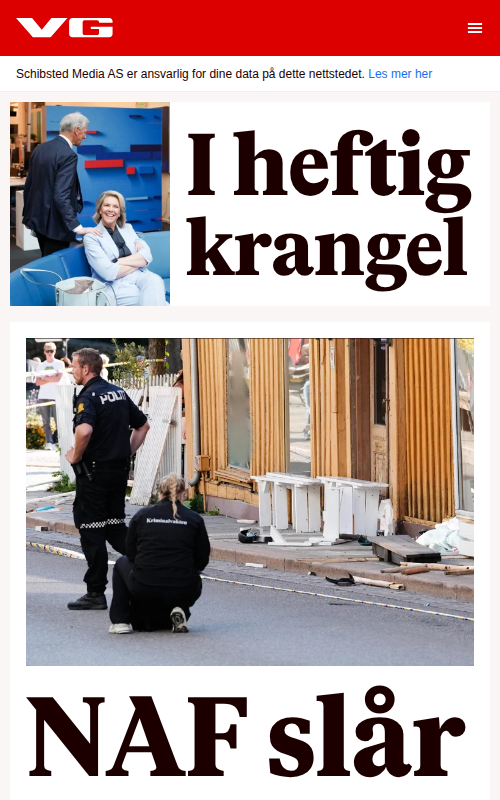 VG
Schibsted Media AS er ansvarlig for dine data på dette nettstedet. Les mer her
I heftig
krangel
POLITI
Kriminalvakten
NAF slår